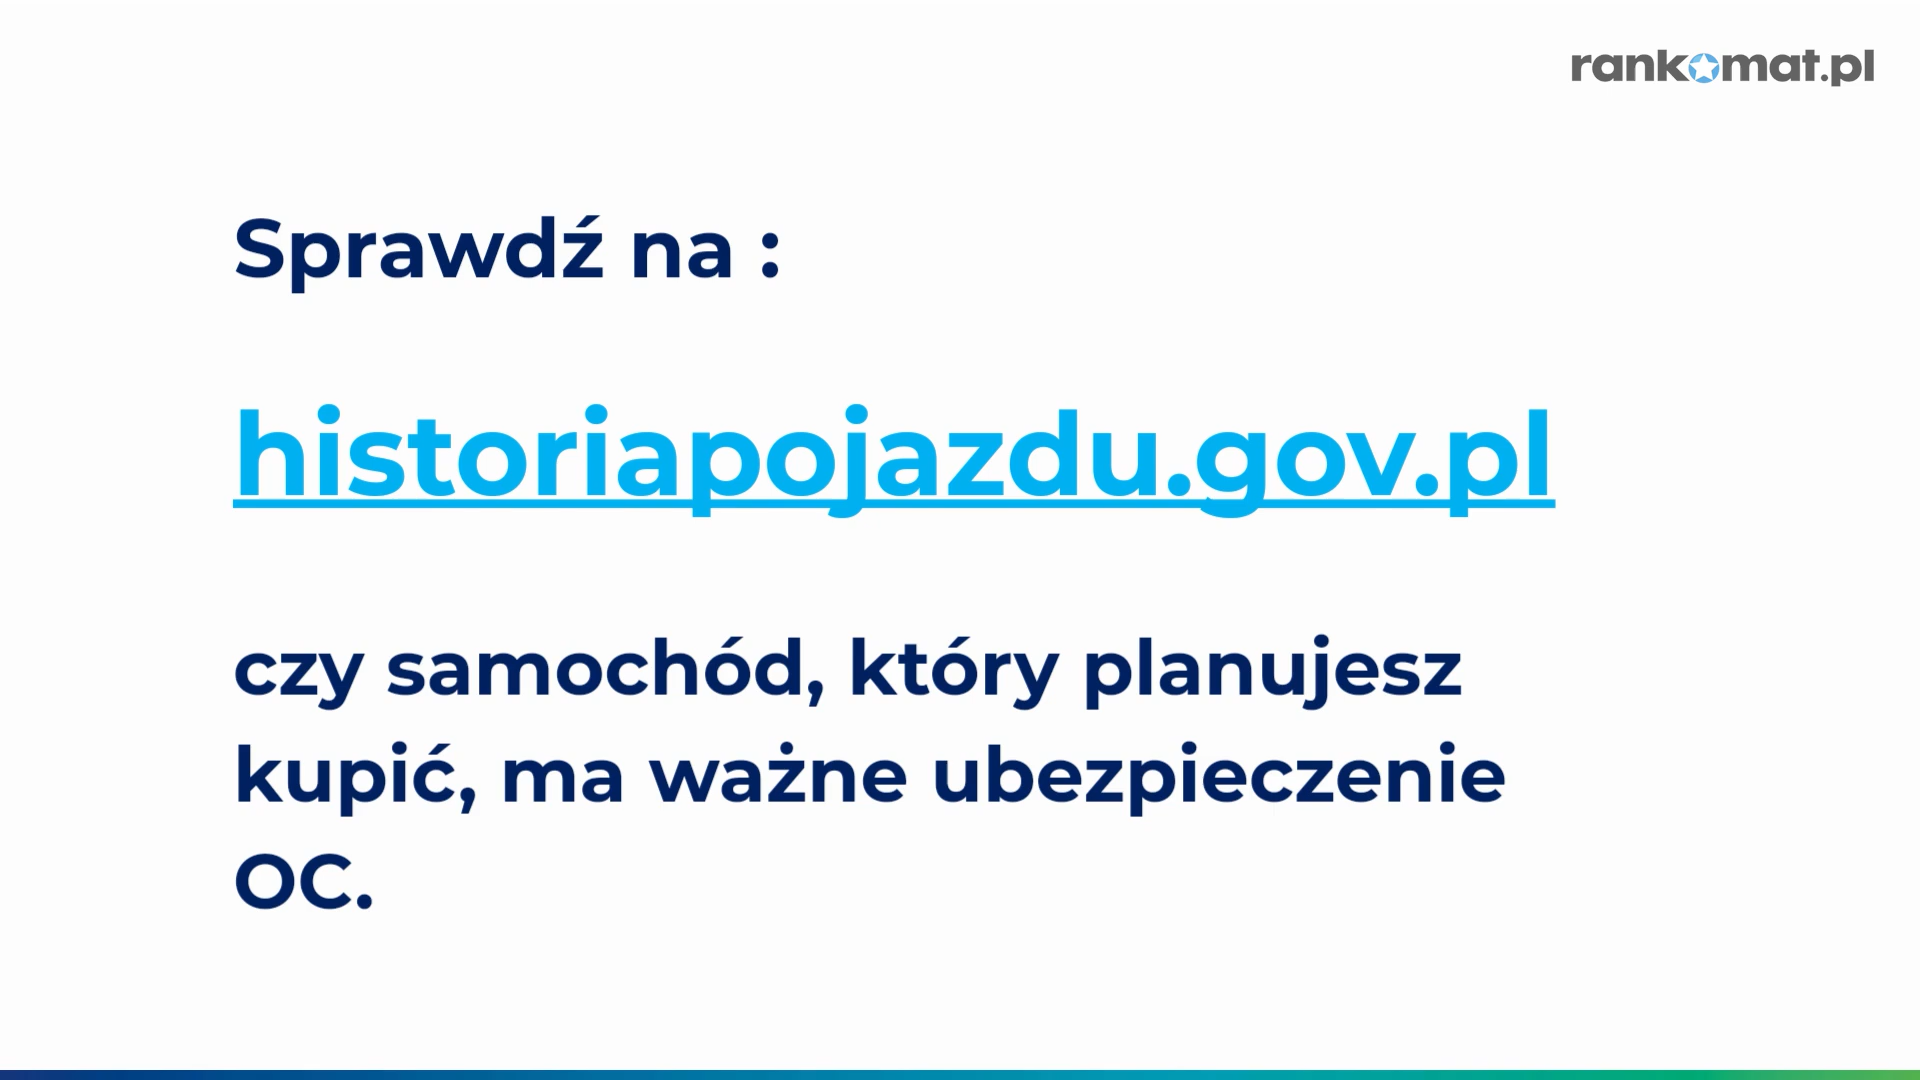 rankomat.pl
Sprawdź na :
historiapojazdu.gov.pl
czy samochód, który planujesz
kupić, ma ważne ubezpieczenie
OC.